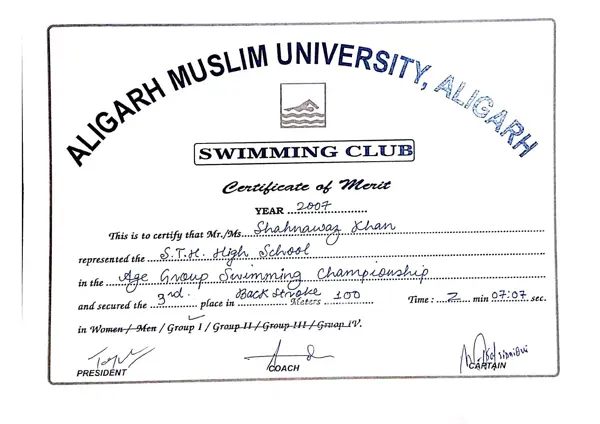 ALIGARH MUSLIM UNIVERSITY, ALIGARH
SWIMMING CLUB
Certificate of Merit
YEAR 2007
This is to certify that Mr./Ms. Shahnawaz Khan
represented the S.T.H. High School
in the Age Group Swimming Championship
and secured the 3rd. place in Back Stroke Meters 100 Time : 2 min 07:07 sec.
in Women / Men / Group I / Group II / Group III / Group IV.
PRESIDENT COACH CAPTAIN